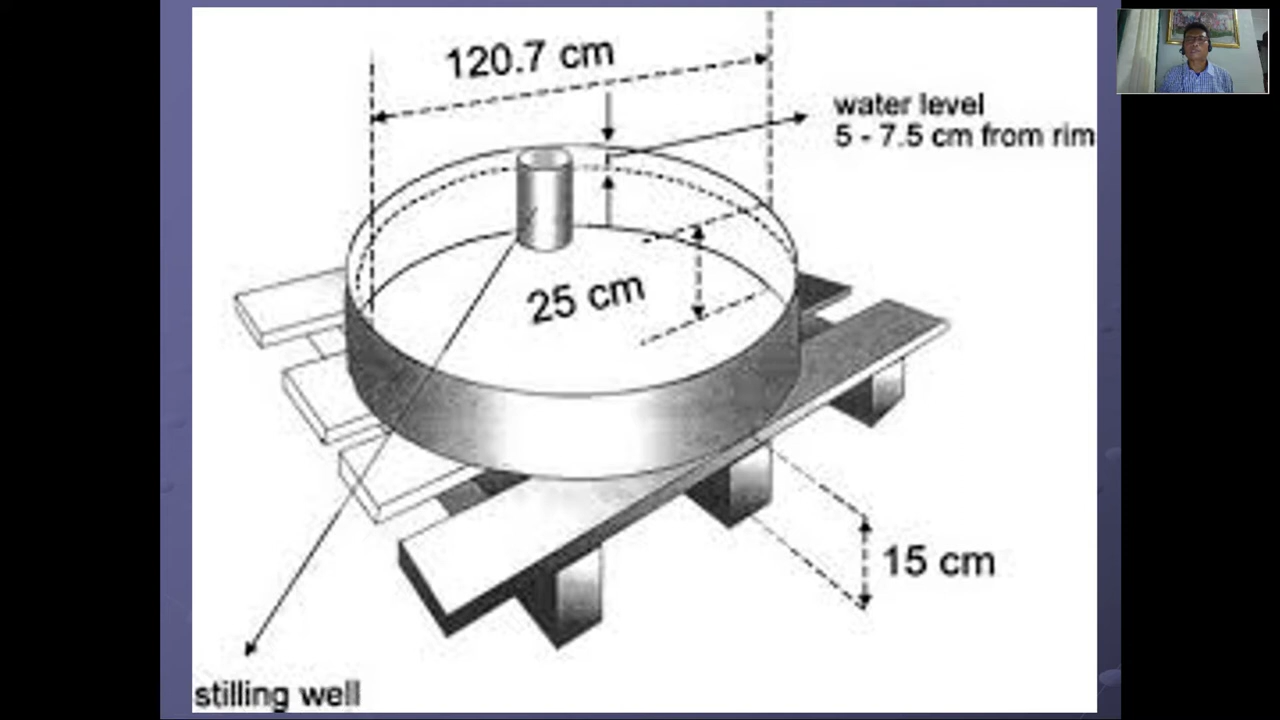 120.7 cm
water level
5 - 7.5 cm from rim
25 cm
15 cm
stilling well